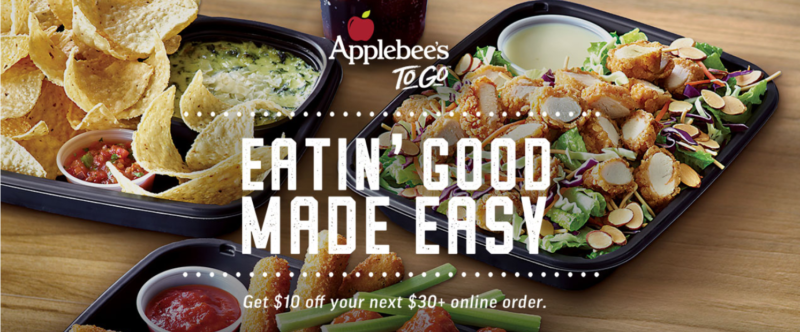 Applebee's
TO GO
EATIN' GOOD
MADE EASY
Get $10 off your next $30+ online order.